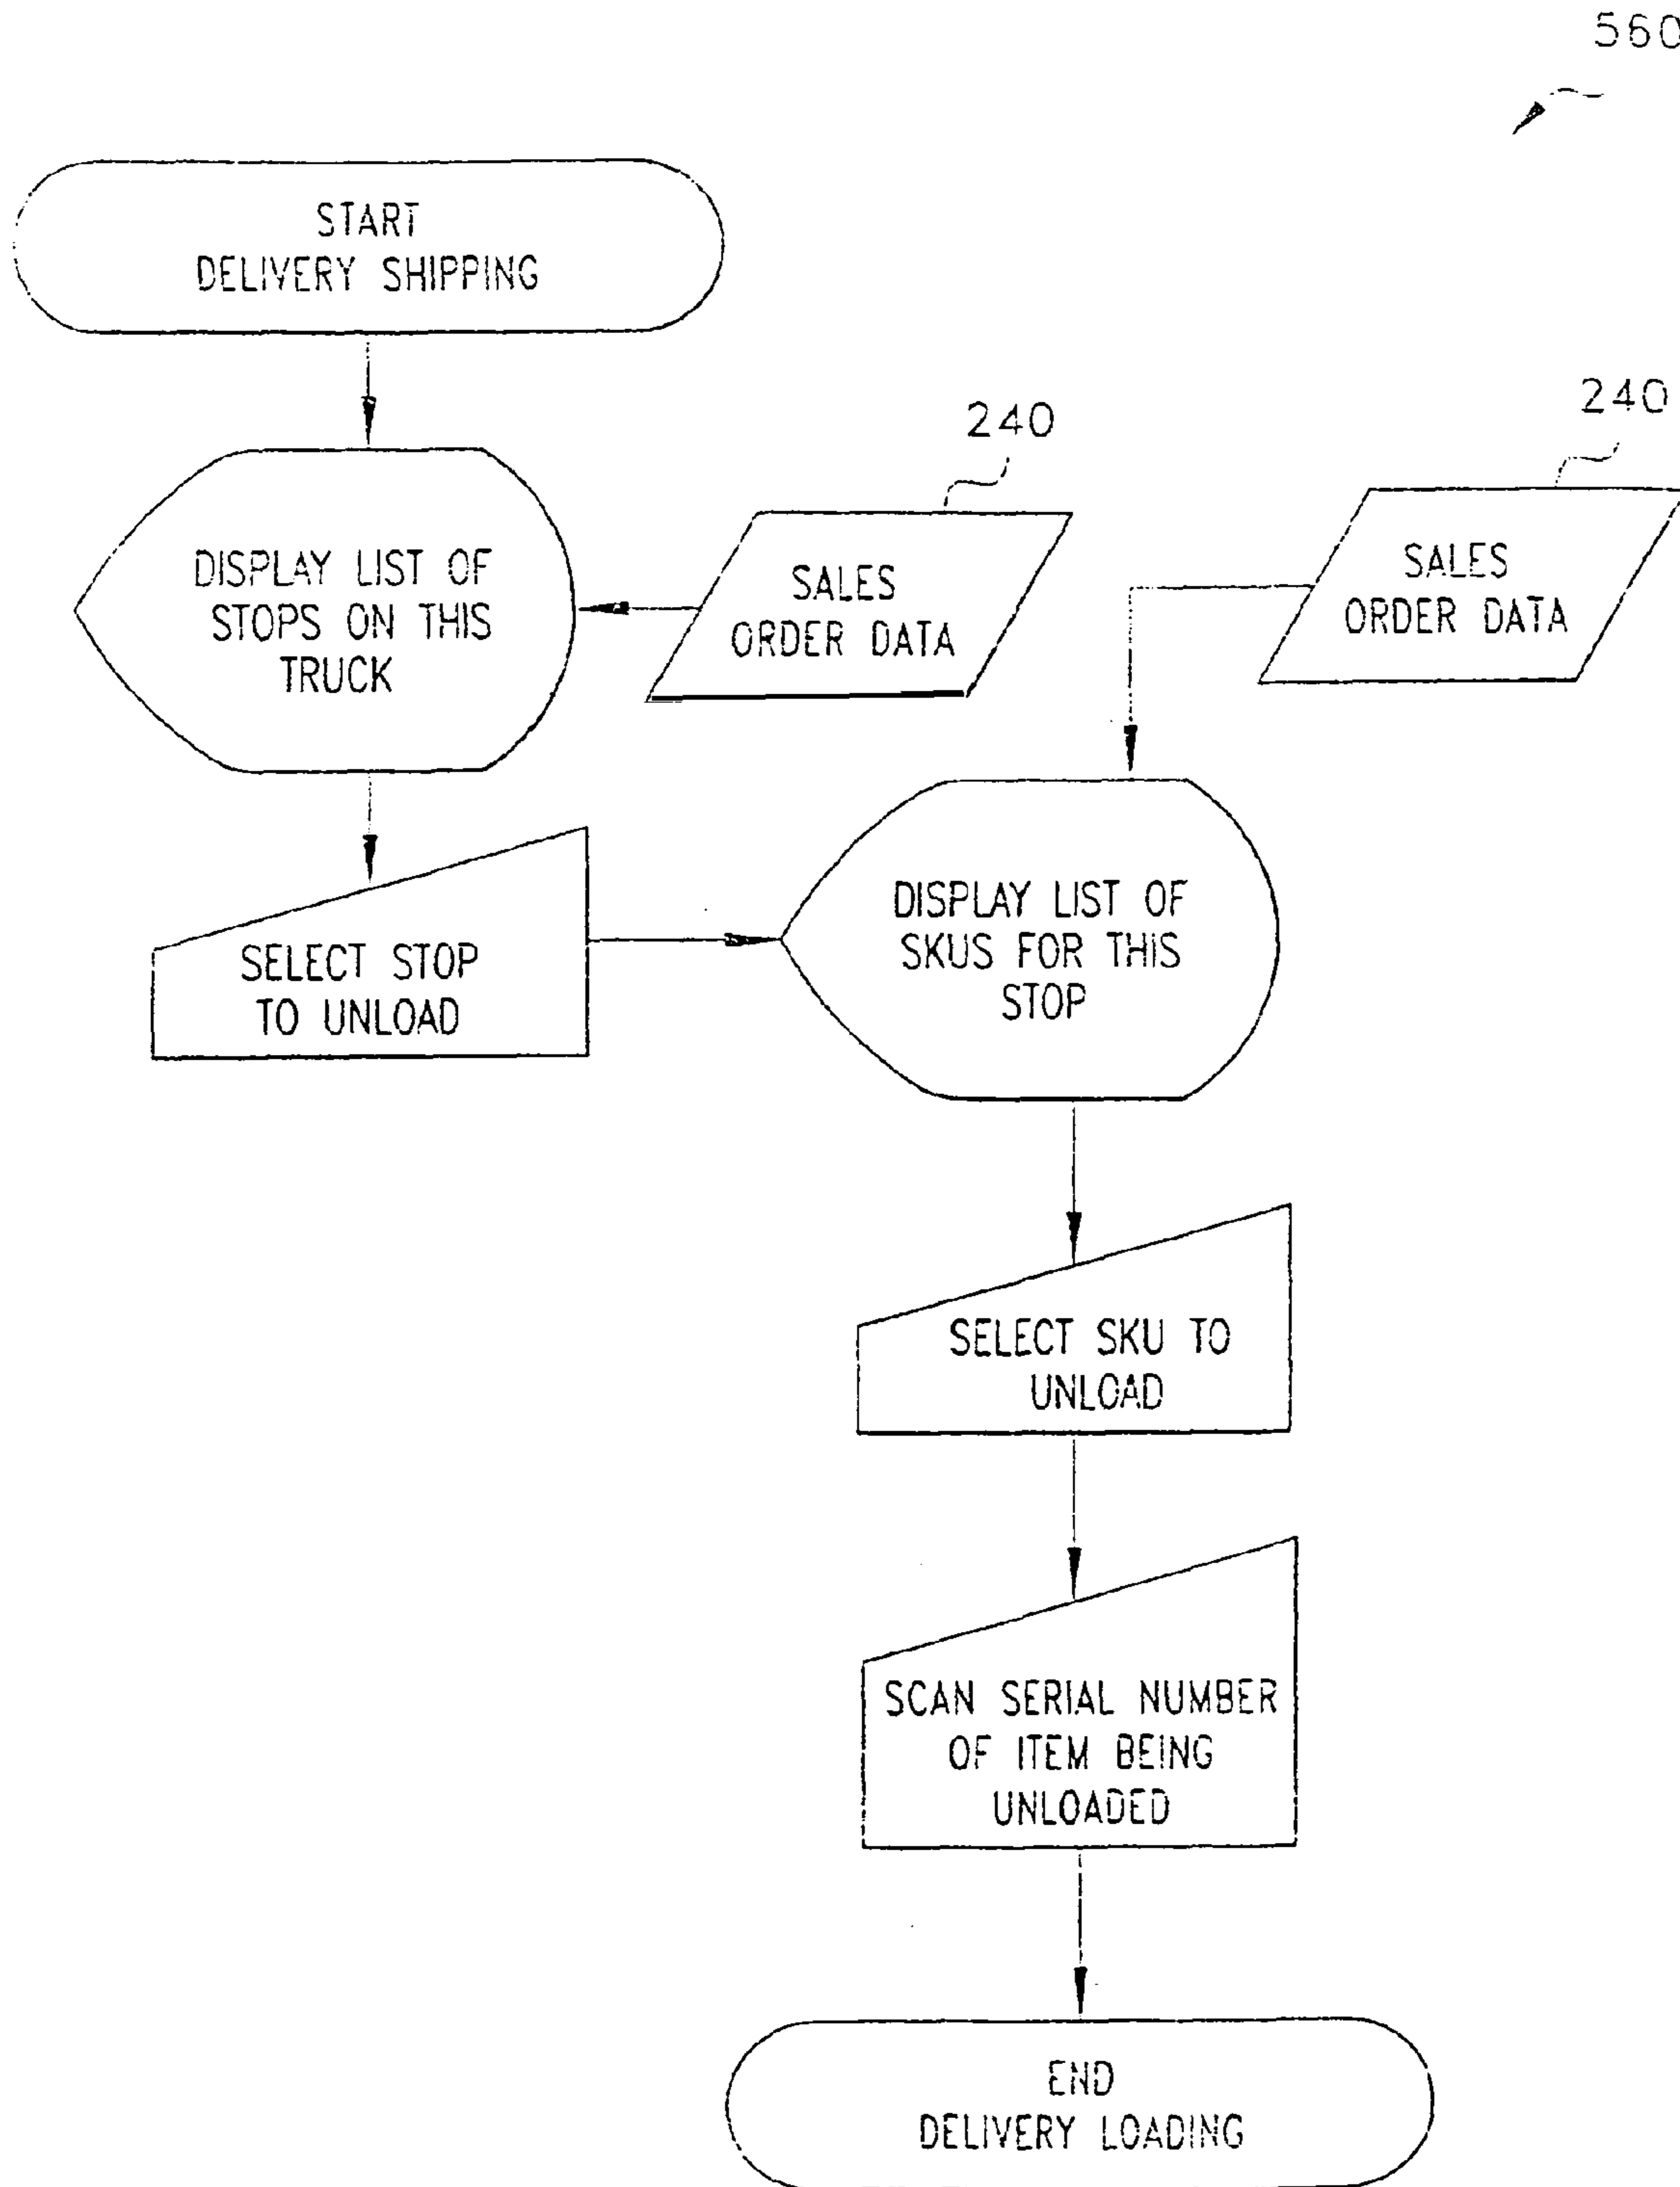 560
START
DELIVERY SHIPPING
240
240
DISPLAY LIST OF
STOPS ON THIS
TRUCK
SALES
ORDER DATA
SALES
ORDER DATA
SELECT STOP
TO UNLOAD
DISPLAY LIST OF
SKUS FOR THIS
STOP
SELECT SKU TO
UNLOAD
SCAN SERIAL NUMBER
OF ITEM BEING
UNLOADED
END
DELIVERY LOADING